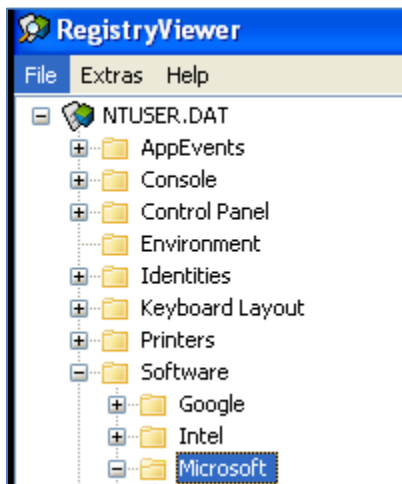 RegistryViewer
File Extras Help
NTUSER.DAT
AppEvents
Console
Control Panel
Environment
Identities
Keyboard Layout
Printers
Software
Google
Intel
Microsoft